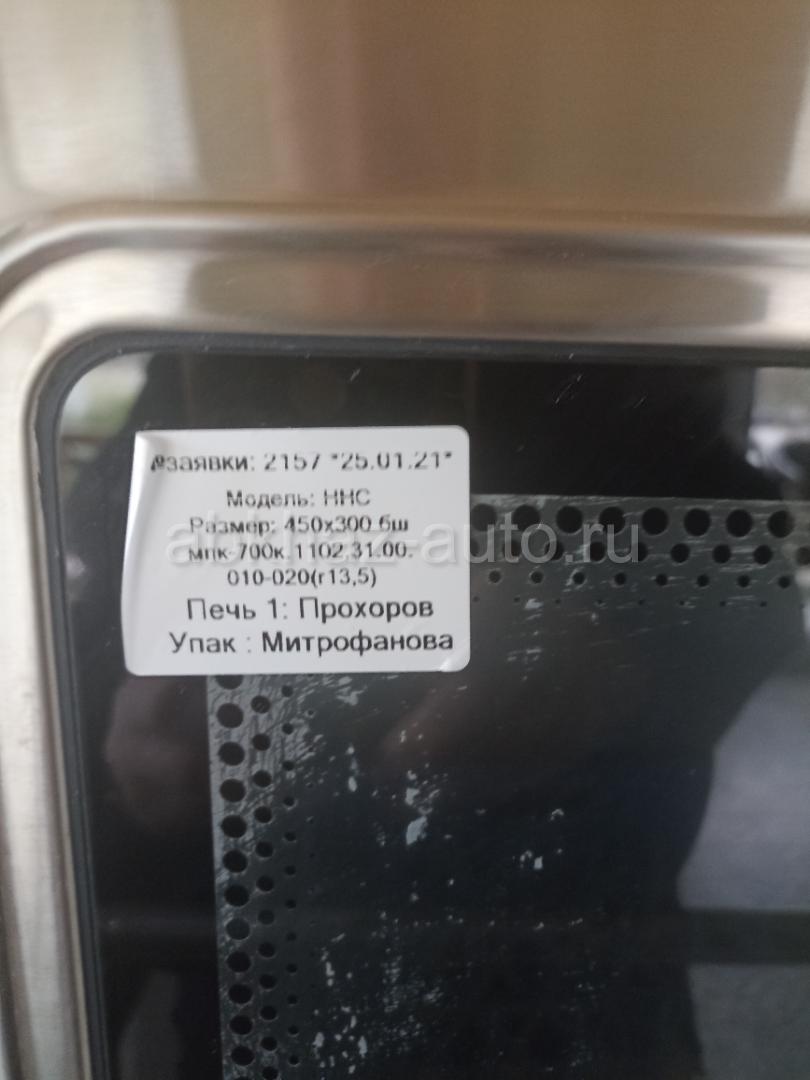 №заявки: 2157 *25.01.21*
Модель: ННС
Размер: 450х300 бш
мпк-700к.1102.31.00.
010-020(г13,5)
Печь 1: Прохоров
Упак : Митрофанова
abkhaz-auto.ru